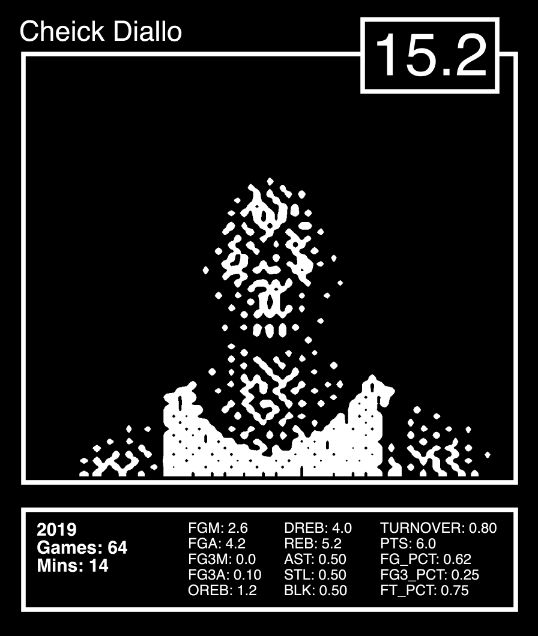 Cheick Diallo
15.2
2019
Games: 64
Mins: 14
FGM: 2.6
FGA: 4.2
FG3M: 0.0
FG3A: 0.10
OREB: 1.2
DREB: 4.0
REB: 5.2
AST: 0.50
STL: 0.50
BLK: 0.50
TURNOVER: 0.80
PTS: 6.0
FG_PCT: 0.62
FG3_PCT: 0.25
FT_PCT: 0.75